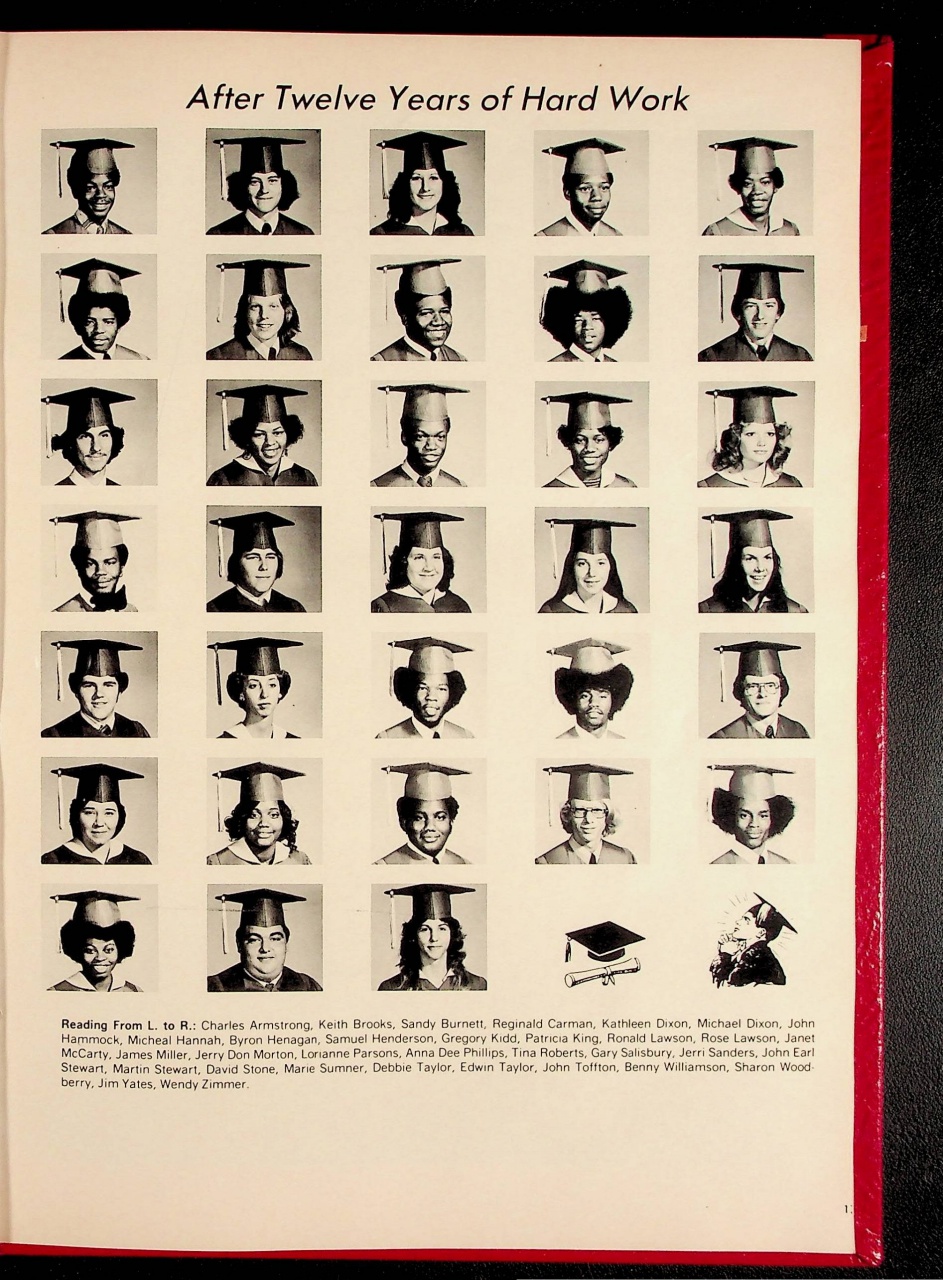 After Twelve Years of Hard Work
Reading From L. to R.: Charles Armstrong, Keith Brooks, Sandy Burnett, Reginald Carman, Kathleen Dixon, Michael Dixon, John
Hammock, Micheal Hannah, Byron Henagan, Samuel Henderson, Gregory Kidd, Patricia King, Ronald Lawson, Rose Lawson, Janet
McCarty, James Miller, Jerry Don Morton, Lorianne Parsons, Anna Dee Phillips, Tina Roberts, Gary Salisbury, Jerri Sanders, John Earl
Stewart, Martin Stewart, David Stone, Marie Sumner, Debbie Taylor, Edwin Taylor, John Toffton, Benny Williamson, Sharon Wood-
berry, Jim Yates, Wendy Zimmer.